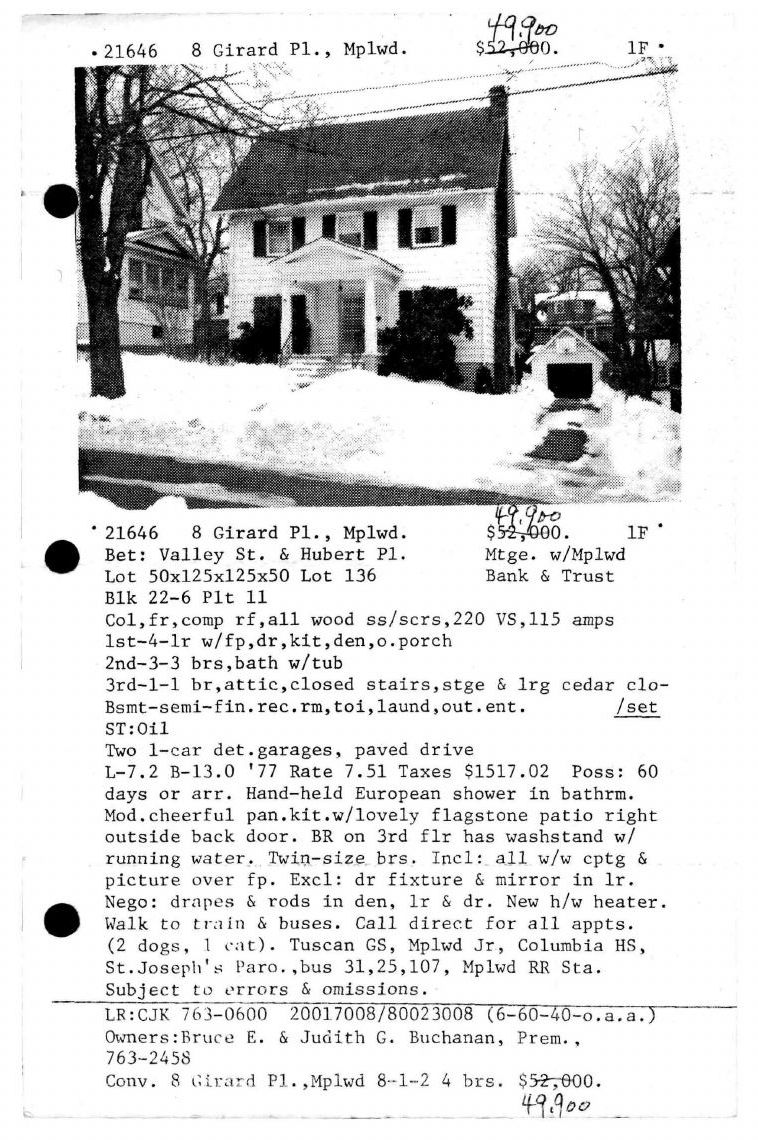 49,900
• 21646 8 Girard Pl., Mplwd. $52,000. 1F •
49,900
• 21646 8 Girard Pl., Mplwd. $52,000. 1F •
Bet: Valley St. & Hubert Pl. Mtge. w/Mplwd
Lot 50x125x125x50 Lot 136 Bank & Trust
Blk 22-6 Plt 11
Col,fr,comp rf,all wood ss/scrs,220 VS,115 amps
1st-4-lr w/fp,dr,kit,den,o.porch
2nd-3-3 brs,bath w/tub
3rd-1-1 br,attic,closed stairs,stge & lrg cedar clo-
Bsmt-semi-fin.rec.rm,toi,laund,out.ent. /set
ST:Oil
Two 1-car det.garages, paved drive
L-7.2 B-13.0 '77 Rate 7.51 Taxes $1517.02 Poss: 60
days or arr. Hand-held European shower in bathrm.
Mod.cheerful pan.kit.w/lovely flagstone patio right
outside back door. BR on 3rd flr has washstand w/
running water. Twin-size brs. Incl: all w/w cptg &
picture over fp. Excl: dr fixture & mirror in lr.
Nego: drapes & rods in den, lr & dr. New h/w heater.
Walk to train & buses. Call direct for all appts.
(2 dogs, 1 cat). Tuscan GS, Mplwd Jr, Columbia HS,
St.Joseph's Paro.,bus 31,25,107, Mplwd RR Sta.
Subject to errors & omissions.
LR:CJK 763-0600 20017008/80023008 (6-60-40-o.a.a.)
Owners:Bruce E. & Judith G. Buchanan, Prem.,
763-2458
Conv. 8 Girard Pl.,Mplwd 8-1-2 4 brs. $52,000.
49,900